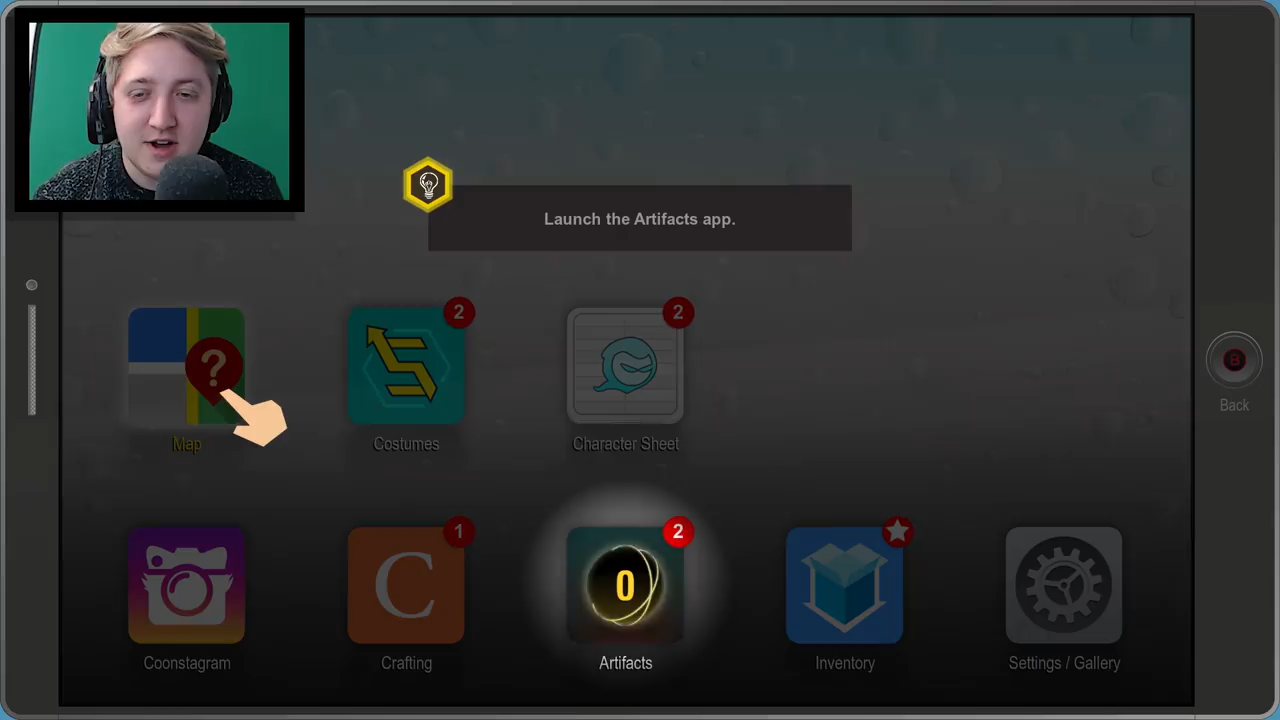 Launch the Artifacts app.
?
Map
2
Costumes
2
Character Sheet
B
Back
Coonstagram
1
C
Crafting
2
0
Artifacts
Inventory
Settings / Gallery